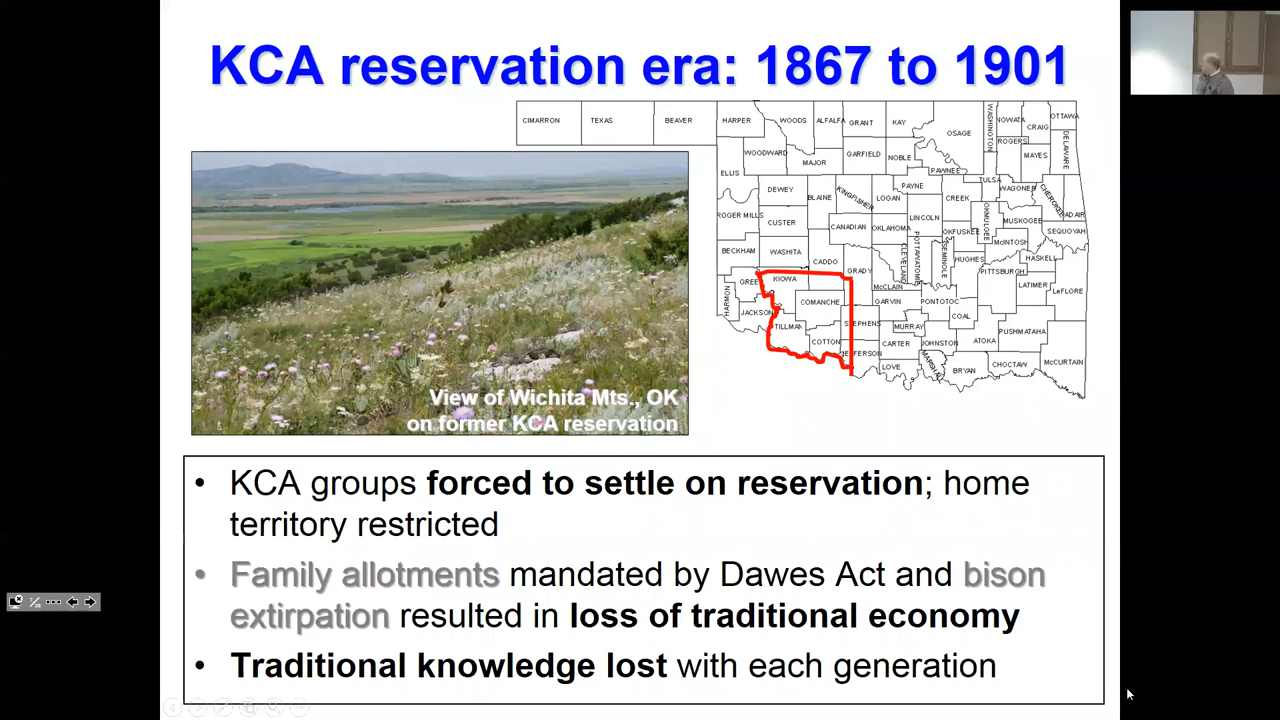 KCA reservation era: 1867 to 1901
CIMARRON
TEXAS
BEAVER
HARPER
WOODS
ALFALFA
GRANT
KAY
OSAGE
WASHINGTON
NOWATA
CRAIG
OTTAWA
ROGERS
MAYES
DELAWARE
ELLIS
WOODWARD
MAJOR
GARFIELD
NOBLE
PAWNEE
TULSA
WAGONER
CHEROKEE
ADAIR
DEWEY
BLAINE
KINGFISHER
LOGAN
PAYNE
CREEK
OKMULGEE
MUSKOGEE
SEQUOYAH
ROGER MILLS
CUSTER
CANADIAN
OKLAHOMA
LINCOLN
OKFUSKEE
McINTOSH
BECKHAM
WASHITA
CADDO
GRADY
CLEVELAND
POTTAWATOMIE
SEMINOLE
HUGHES
PITTSBURGH
HASKELL
LATIMER
LeFLORE
HARMON
GREE
KIOWA
COMANCHE
McCLAIN
GARVIN
PONTOTOC
COAL
JACKSON
TILLMAN
STEPHENS
MURRAY
JOHNSTON
ATOKA
PUSHMATAHA
COTTON
JEFFERSON
CARTER
LOVE
BRYAN
CHOCTAW
McCURTAIN
View of Wichita Mts., OK
on former KCA reservation
• KCA groups forced to settle on reservation; home
territory restricted
• Family allotments mandated by Dawes Act and bison
extirpation resulted in loss of traditional economy
• Traditional knowledge lost with each generation